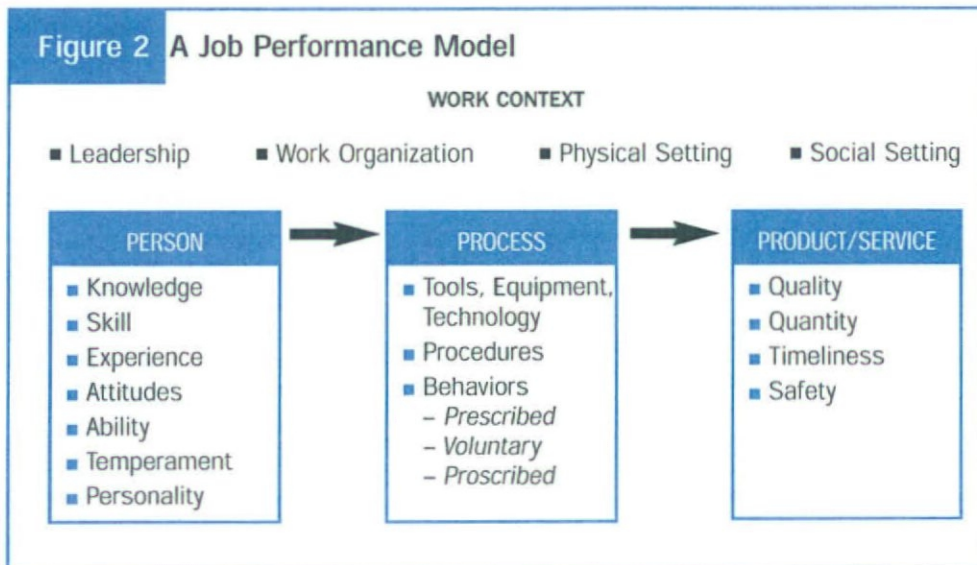 Figure 2 A Job Performance Model
WORK CONTEXT
■ Leadership ■ Work Organization ■ Physical Setting ■ Social Setting
PERSON
■ Knowledge
■ Skill
■ Experience
■ Attitudes
■ Ability
■ Temperament
■ Personality
PROCESS
■ Tools, Equipment,
Technology
■ Procedures
■ Behaviors
– Prescribed
– Voluntary
– Proscribed
PRODUCT/SERVICE
■ Quality
■ Quantity
■ Timeliness
■ Safety